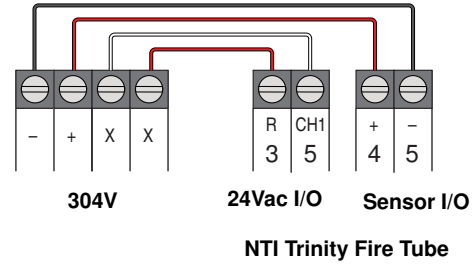 – + X X R CH1 + –
3 5 4 5
304V 24Vac I/O Sensor I/O
NTI Trinity Fire Tube